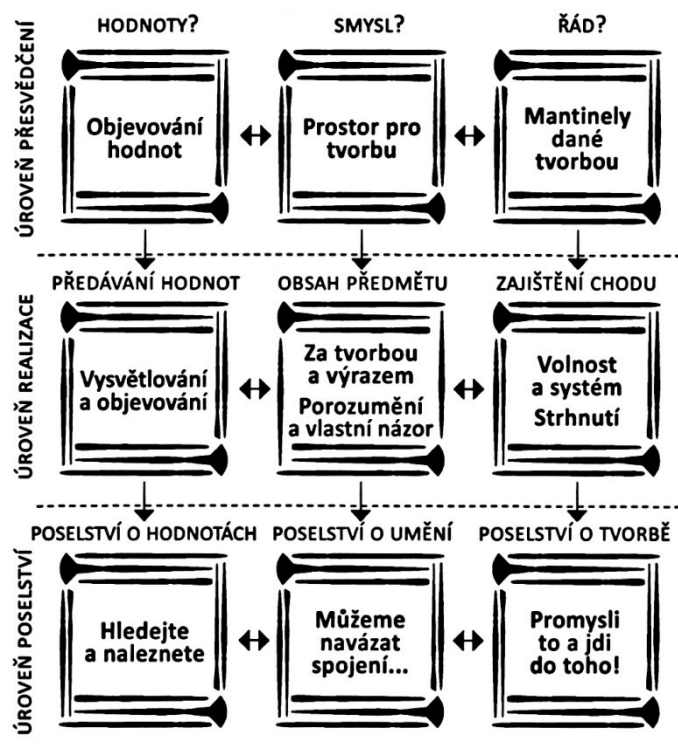 HODNOTY?
SMYSL?
ŘÁD?
ÚROVEŇ PŘESVĚDČENÍ
Objevování
hodnot
Prostor pro
tvorbu
Mantinely
dané
tvorbou
PŘEDÁVÁNÍ HODNOT
OBSAH PŘEDMĚTU
ZAJIŠTĚNÍ CHODU
ÚROVEŇ REALIZACE
Vysvětlování
a objevování
Za tvorbou
a výrazem
Porozumění
a vlastní názor
Volnost
a systém
Strhnutí
POSELSTVÍ O HODNOTÁCH
POSELSTVÍ O UMĚNÍ
POSELSTVÍ O TVORBĚ
ÚROVEŇ POSELSTVÍ
Hledejte
a naleznete
Můžeme
navázat
spojení...
Promysli
to a jdi
do toho!